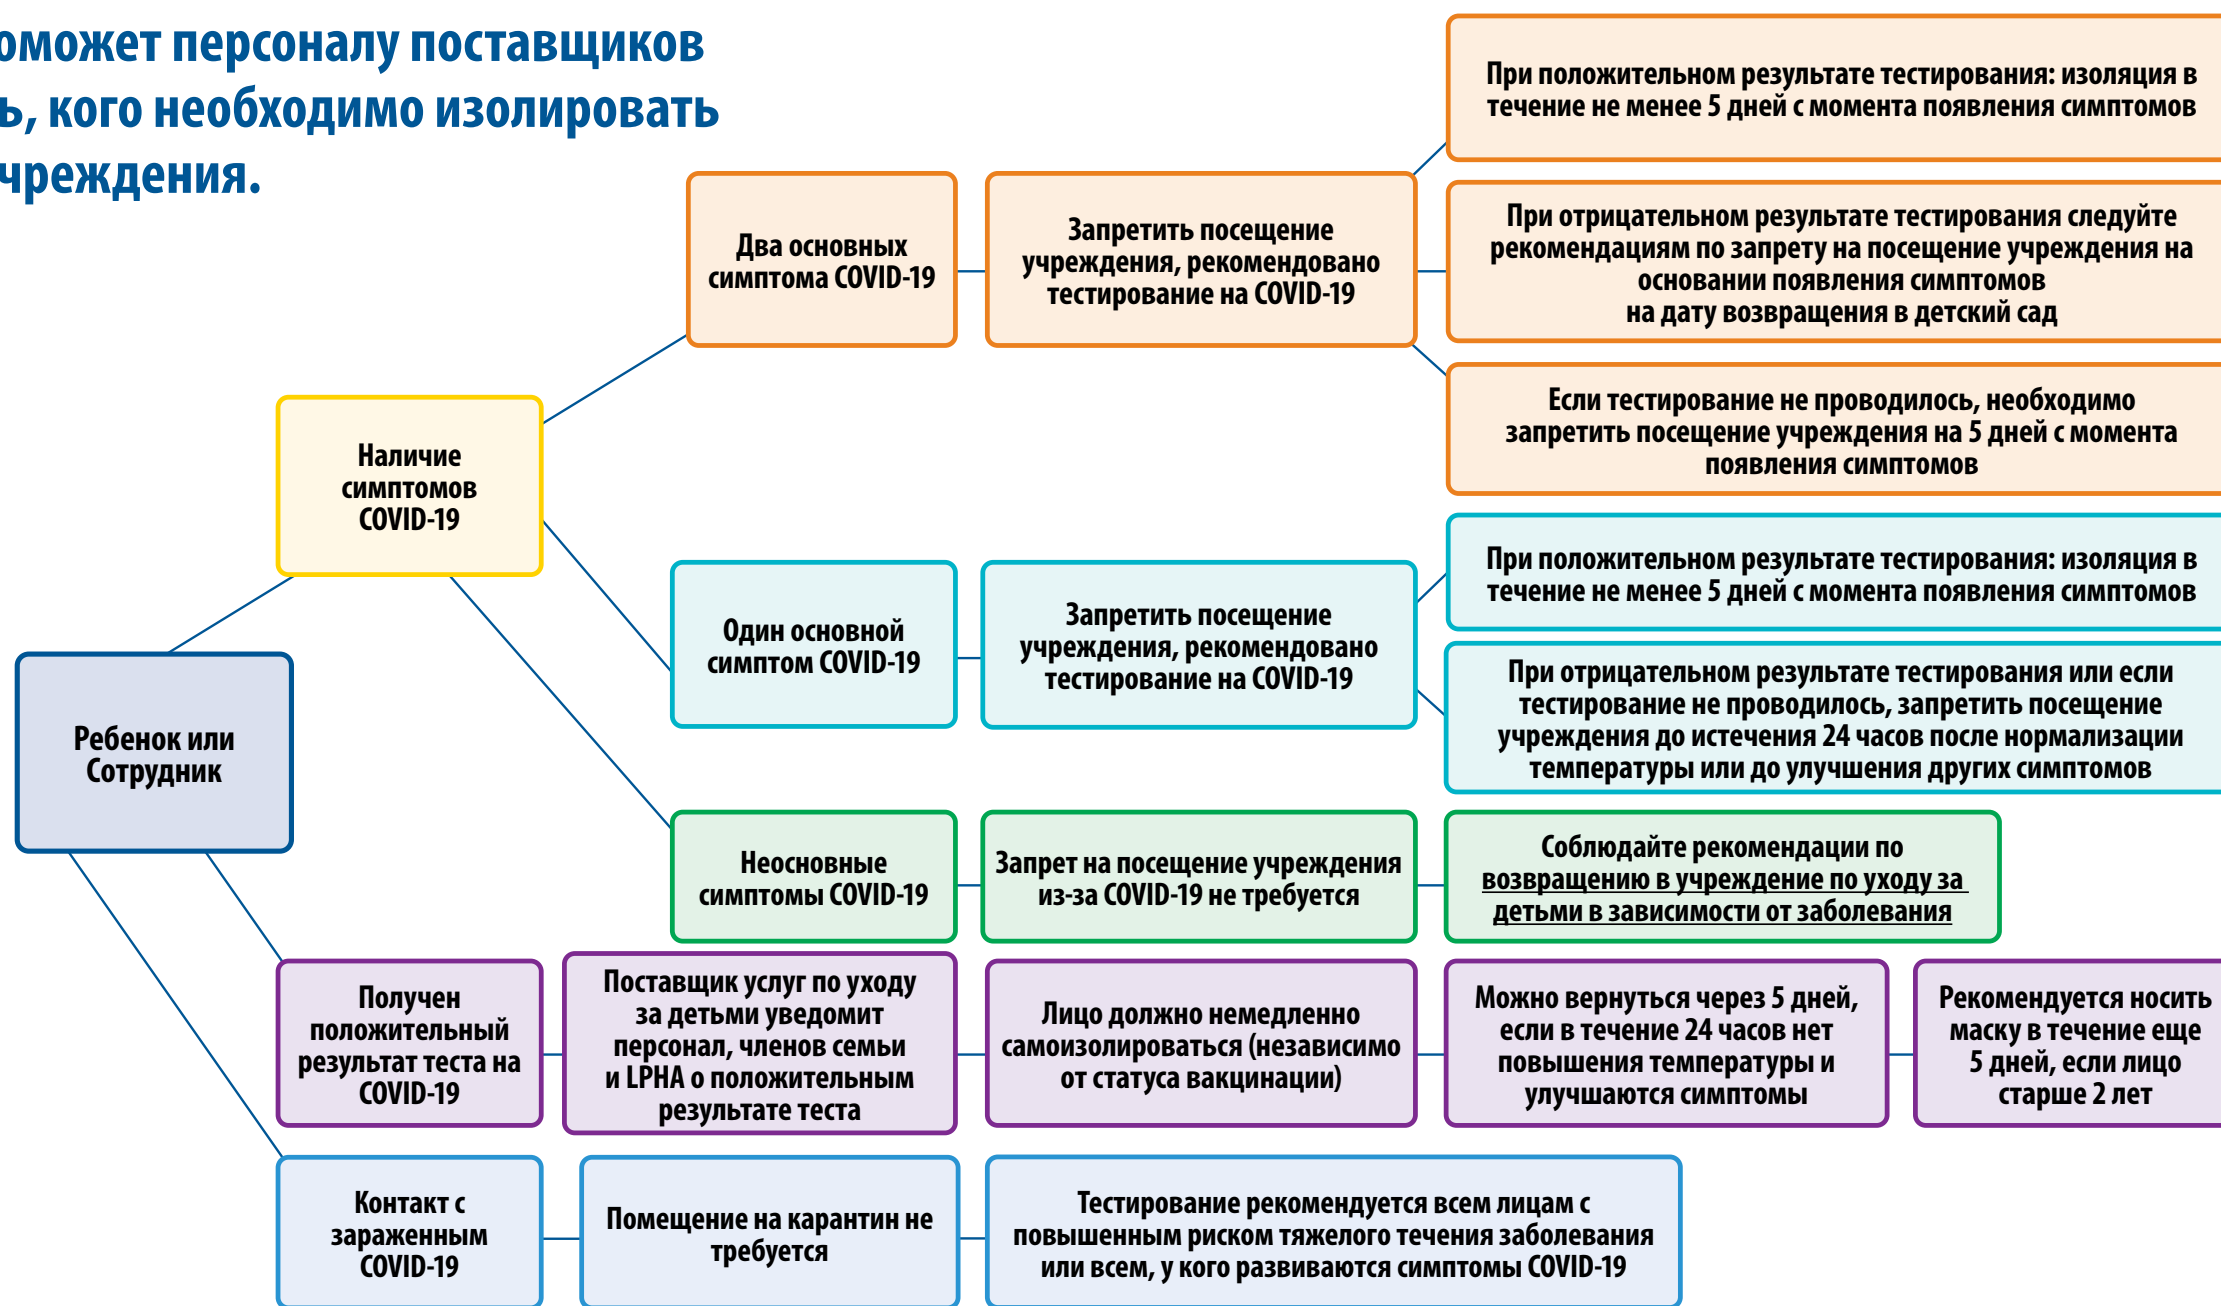 оможет персоналу поставщиков
ь, кого необходимо изолировать
чреждения.
При положительном результате тестирования: изоляция в
течение не менее 5 дней с момента появления симптомов
Два основных
симптома COVID-19
Запретить посещение
учреждения, рекомендовано
тестирование на COVID-19
При отрицательном результате тестирования следуйте
рекомендациям по запрету на посещение учреждения на
основании появления симптомов
на дату возвращения в детский сад
Если тестирование не проводилось, необходимо
запретить посещение учреждения на 5 дней с момента
появления симптомов
Наличие
симптомов
COVID-19
При положительном результате тестирования: изоляция в
течение не менее 5 дней с момента появления симптомов
Один основной
симптом COVID-19
Запретить посещение
учреждения, рекомендовано
тестирование на COVID-19
При отрицательном результате тестирования или если
тестирование не проводилось, запретить посещение
учреждения до истечения 24 часов после нормализации
температуры или до улучшения других симптомов
Ребенок или
Сотрудник
Неосновные
симптомы COVID-19
Запрет на посещение учреждения
из-за COVID-19 не требуется
Соблюдайте рекомендации по
возвращению в учреждение по уходу за
детьми в зависимости от заболевания
Получен
положительный
результат теста на
COVID-19
Поставщик услуг по уходу
за детьми уведомит
персонал, членов семьи
и LPHA о положительным
результате теста
Лицо должно немедленно
самоизолироваться (независимо
от статуса вакцинации)
Можно вернуться через 5 дней,
если в течение 24 часов нет
повышения температуры и
улучшаются симптомы
Рекомендуется носить
маску в течение еще
5 дней, если лицо
старше 2 лет
Контакт с
зараженным
COVID-19
Помещение на карантин не
требуется
Тестирование рекомендуется всем лицам с
повышенным риском тяжелого течения заболевания
или всем, у кого развиваются симптомы COVID-19